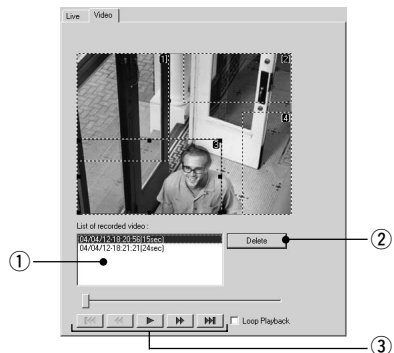 Live Video
[1] [2]
[4]
[3]
List of recorded video :
04/04/12-18:20:56(15sec)
04/04/12-18:21:21(24sec)
Delete
Loop Playback
1
2
3